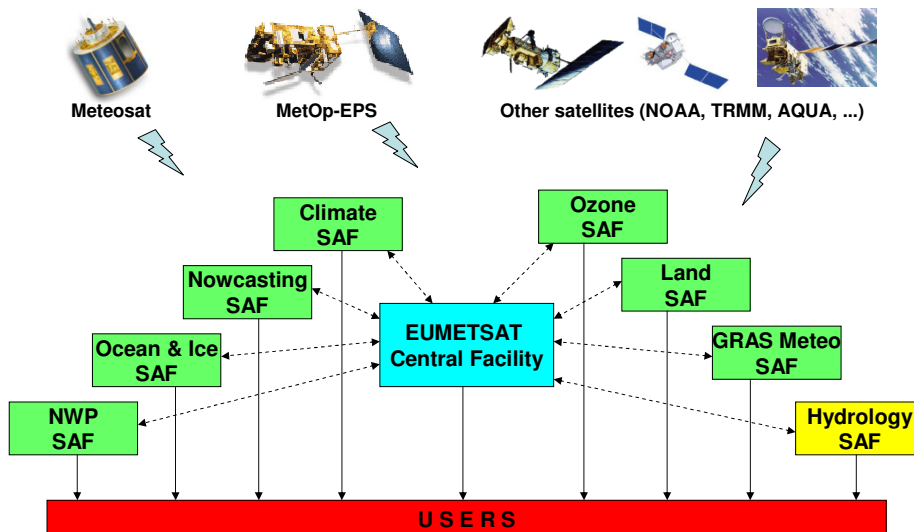 Meteosat
MetOp-EPS
Other satellites (NOAA, TRMM, AQUA, ...)
Climate
SAF
Ozone
SAF
Nowcasting
SAF
Land
SAF
EUMETSAT
Central Facility
Ocean & Ice
SAF
GRAS Meteo
SAF
NWP
SAF
Hydrology
SAF
U S E R S